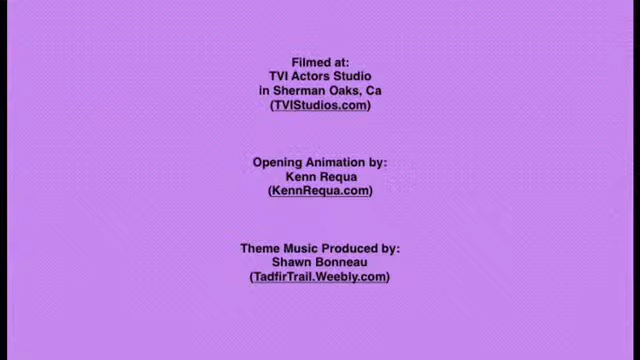 Filmed at:
TVI Actors Studio
in Sherman Oaks, Ca
(TVIStudios.com)
Opening Animation by:
Kenn Requa
(KennRequa.com)
Theme Music Produced by:
Shawn Bonneau
(TadfirTrail.Weebly.com)